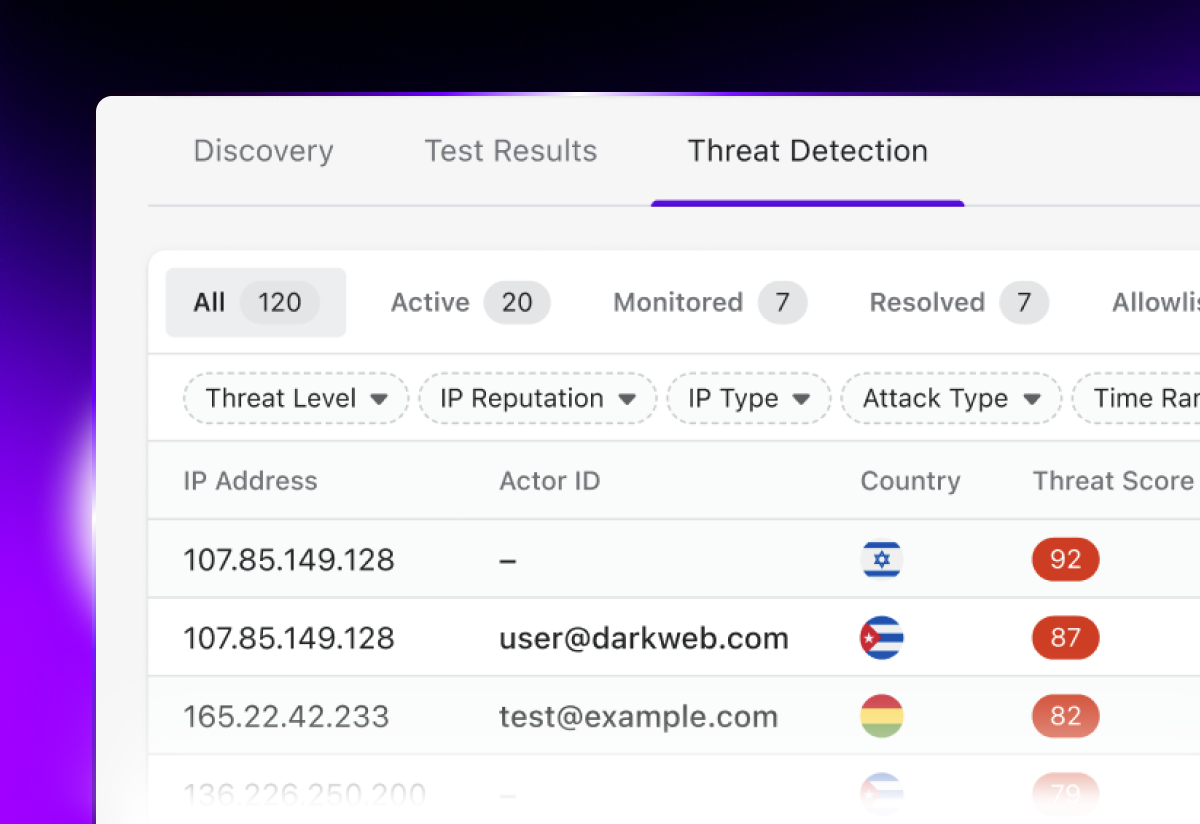 Discovery Test Results Threat Detection
All 120 Active 20 Monitored 7 Resolved 7 Allowlis
Threat Level IP Reputation IP Type Attack Type Time Ran
IP Address Actor ID Country Threat Score
107.85.149.128 – 92
107.85.149.128 user@darkweb.com 87
165.22.42.233 test@example.com 82
136.226.250.200 – 79